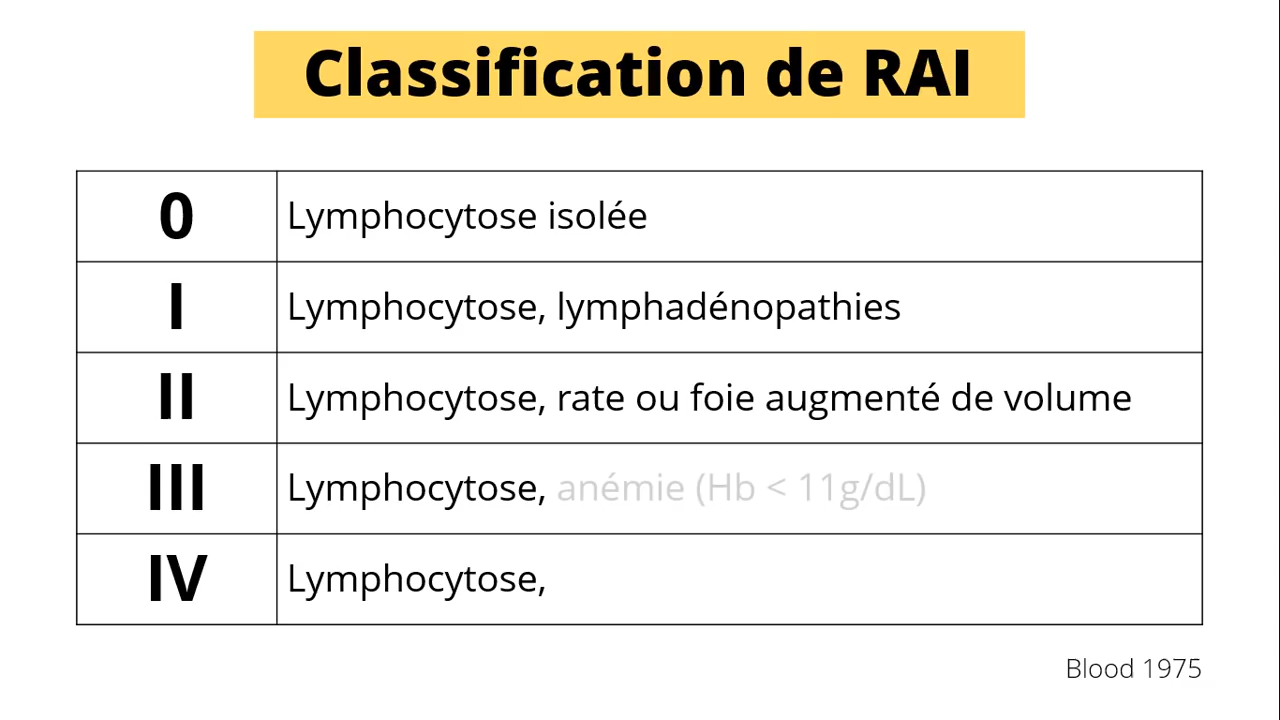 Classification de RAI
0 Lymphocytose isolée
I Lymphocytose, lymphadénopathies
II Lymphocytose, rate ou foie augmenté de volume
III Lymphocytose, anémie (Hb < 11g/dL)
IV Lymphocytose,
Blood 1975